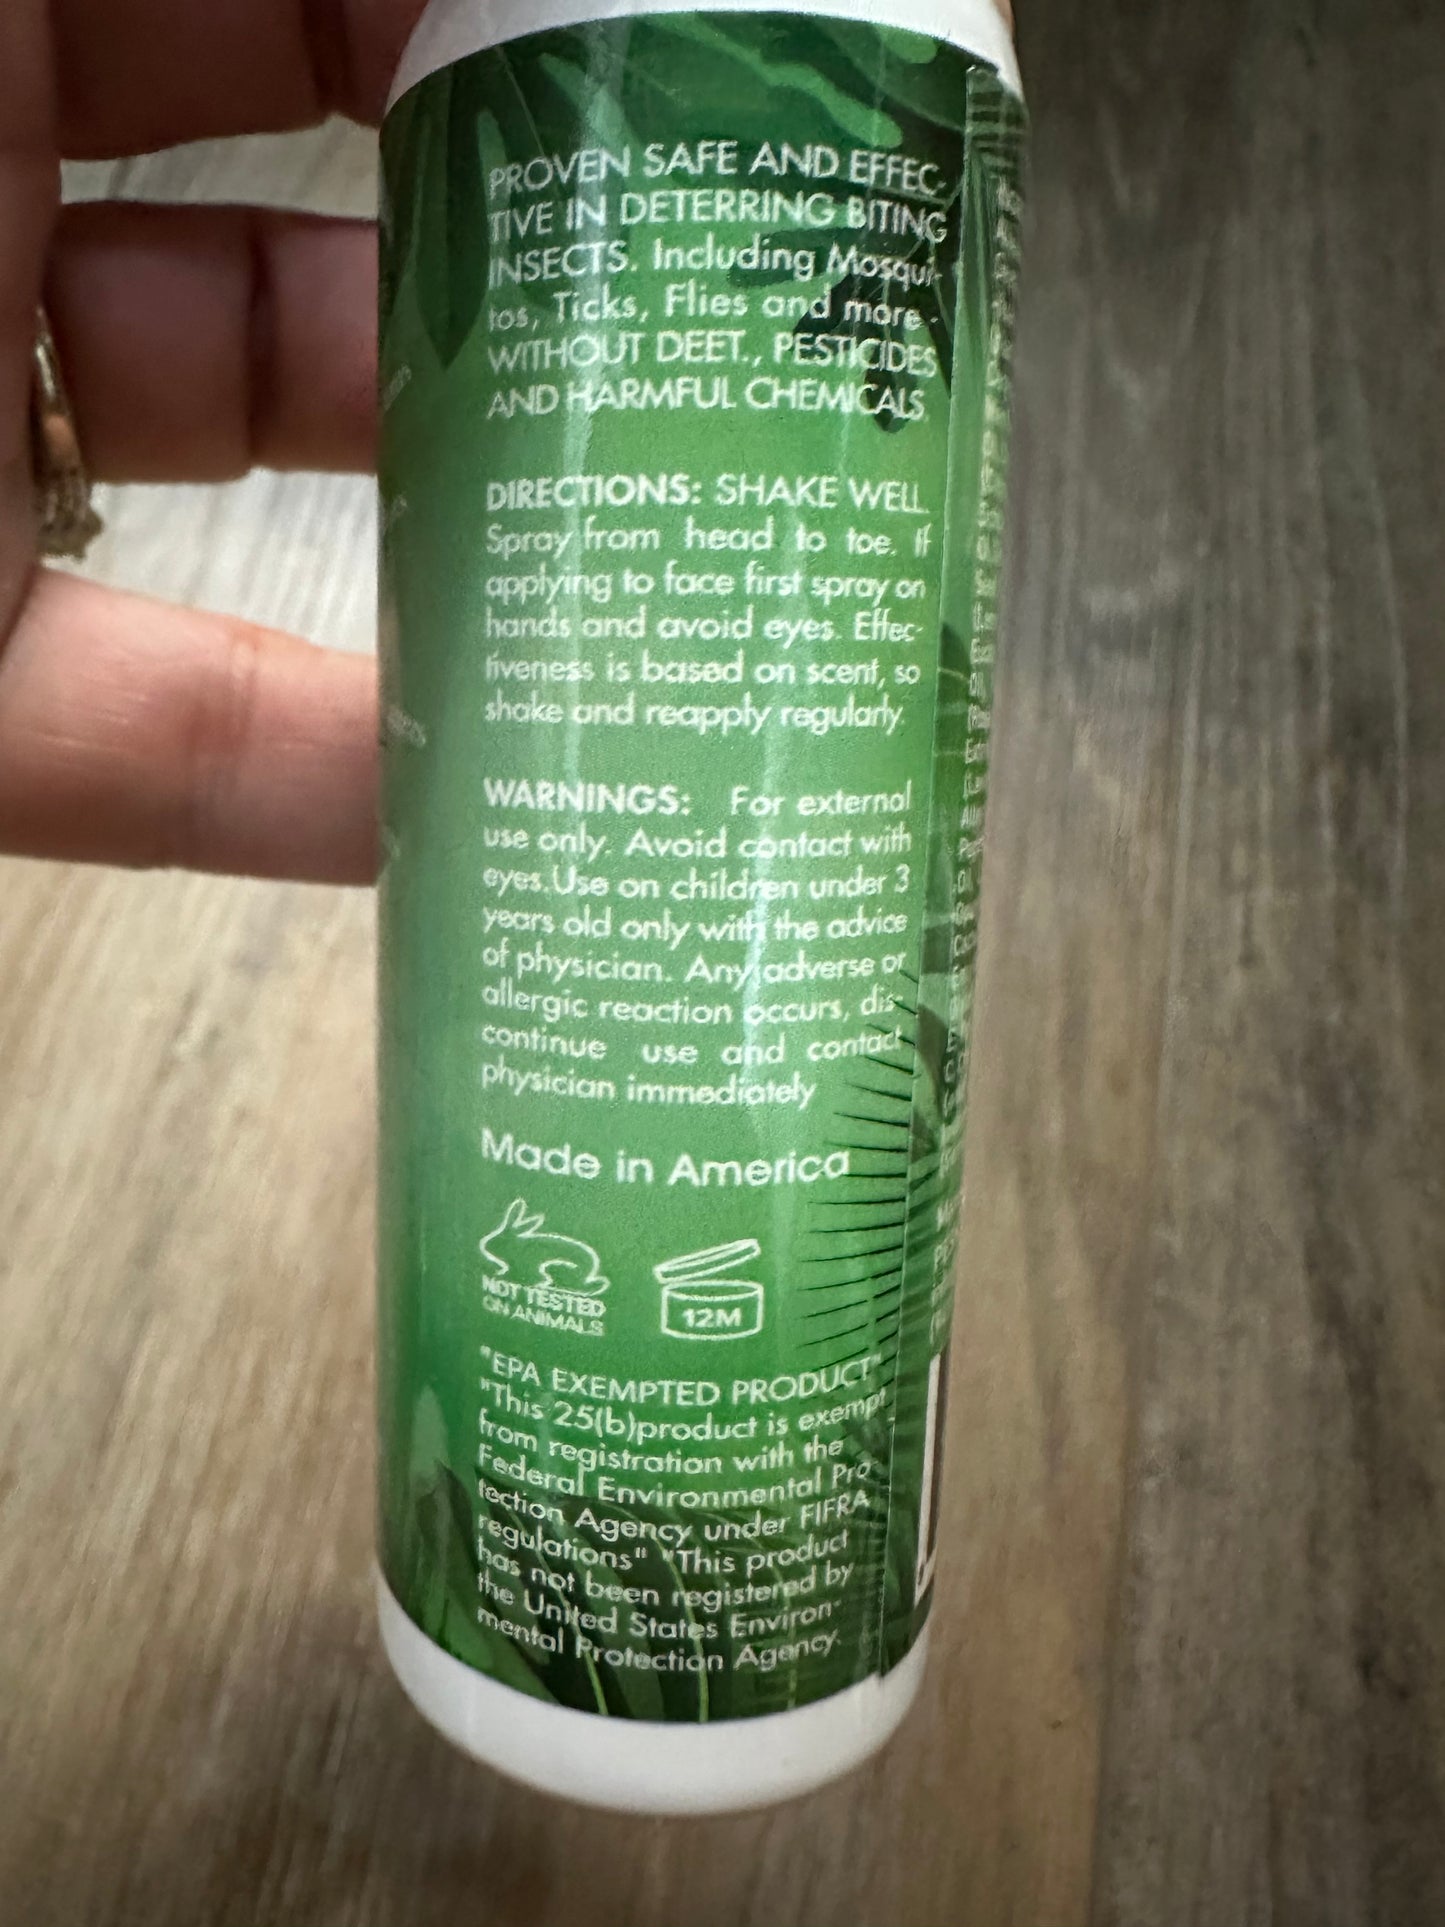 PROVEN SAFE AND EFFEC-
TIVE IN DETERRING BITING
INSECTS. Including Mosqui-
tos, Ticks, Flies and more -
WITHOUT DEET., PESTICIDES
AND HARMFUL CHEMICALS.
DIRECTIONS: SHAKE WELL.
Spray from head to toe. If
applying to face first spray on
hands and avoid eyes. Effec-
tiveness is based on scent, so
shake and reapply regularly.
WARNINGS: For external
use only. Avoid contact with
eyes.Use on children under 3
years old only with the advice
of physician. Any adverse or
allergic reaction occurs, dis-
continue use and contact
physician immediately
Made in America
NOT TESTED
ON ANIMALS
12M
"EPA EXEMPTED PRODUCT"
"This 25(b)product is exempt
from registration with the
Federal Environmental Pro-
tection Agency under FIFRA
regulations" "This product
has not been registered by
the United States Environ-
mental Protection Agency.